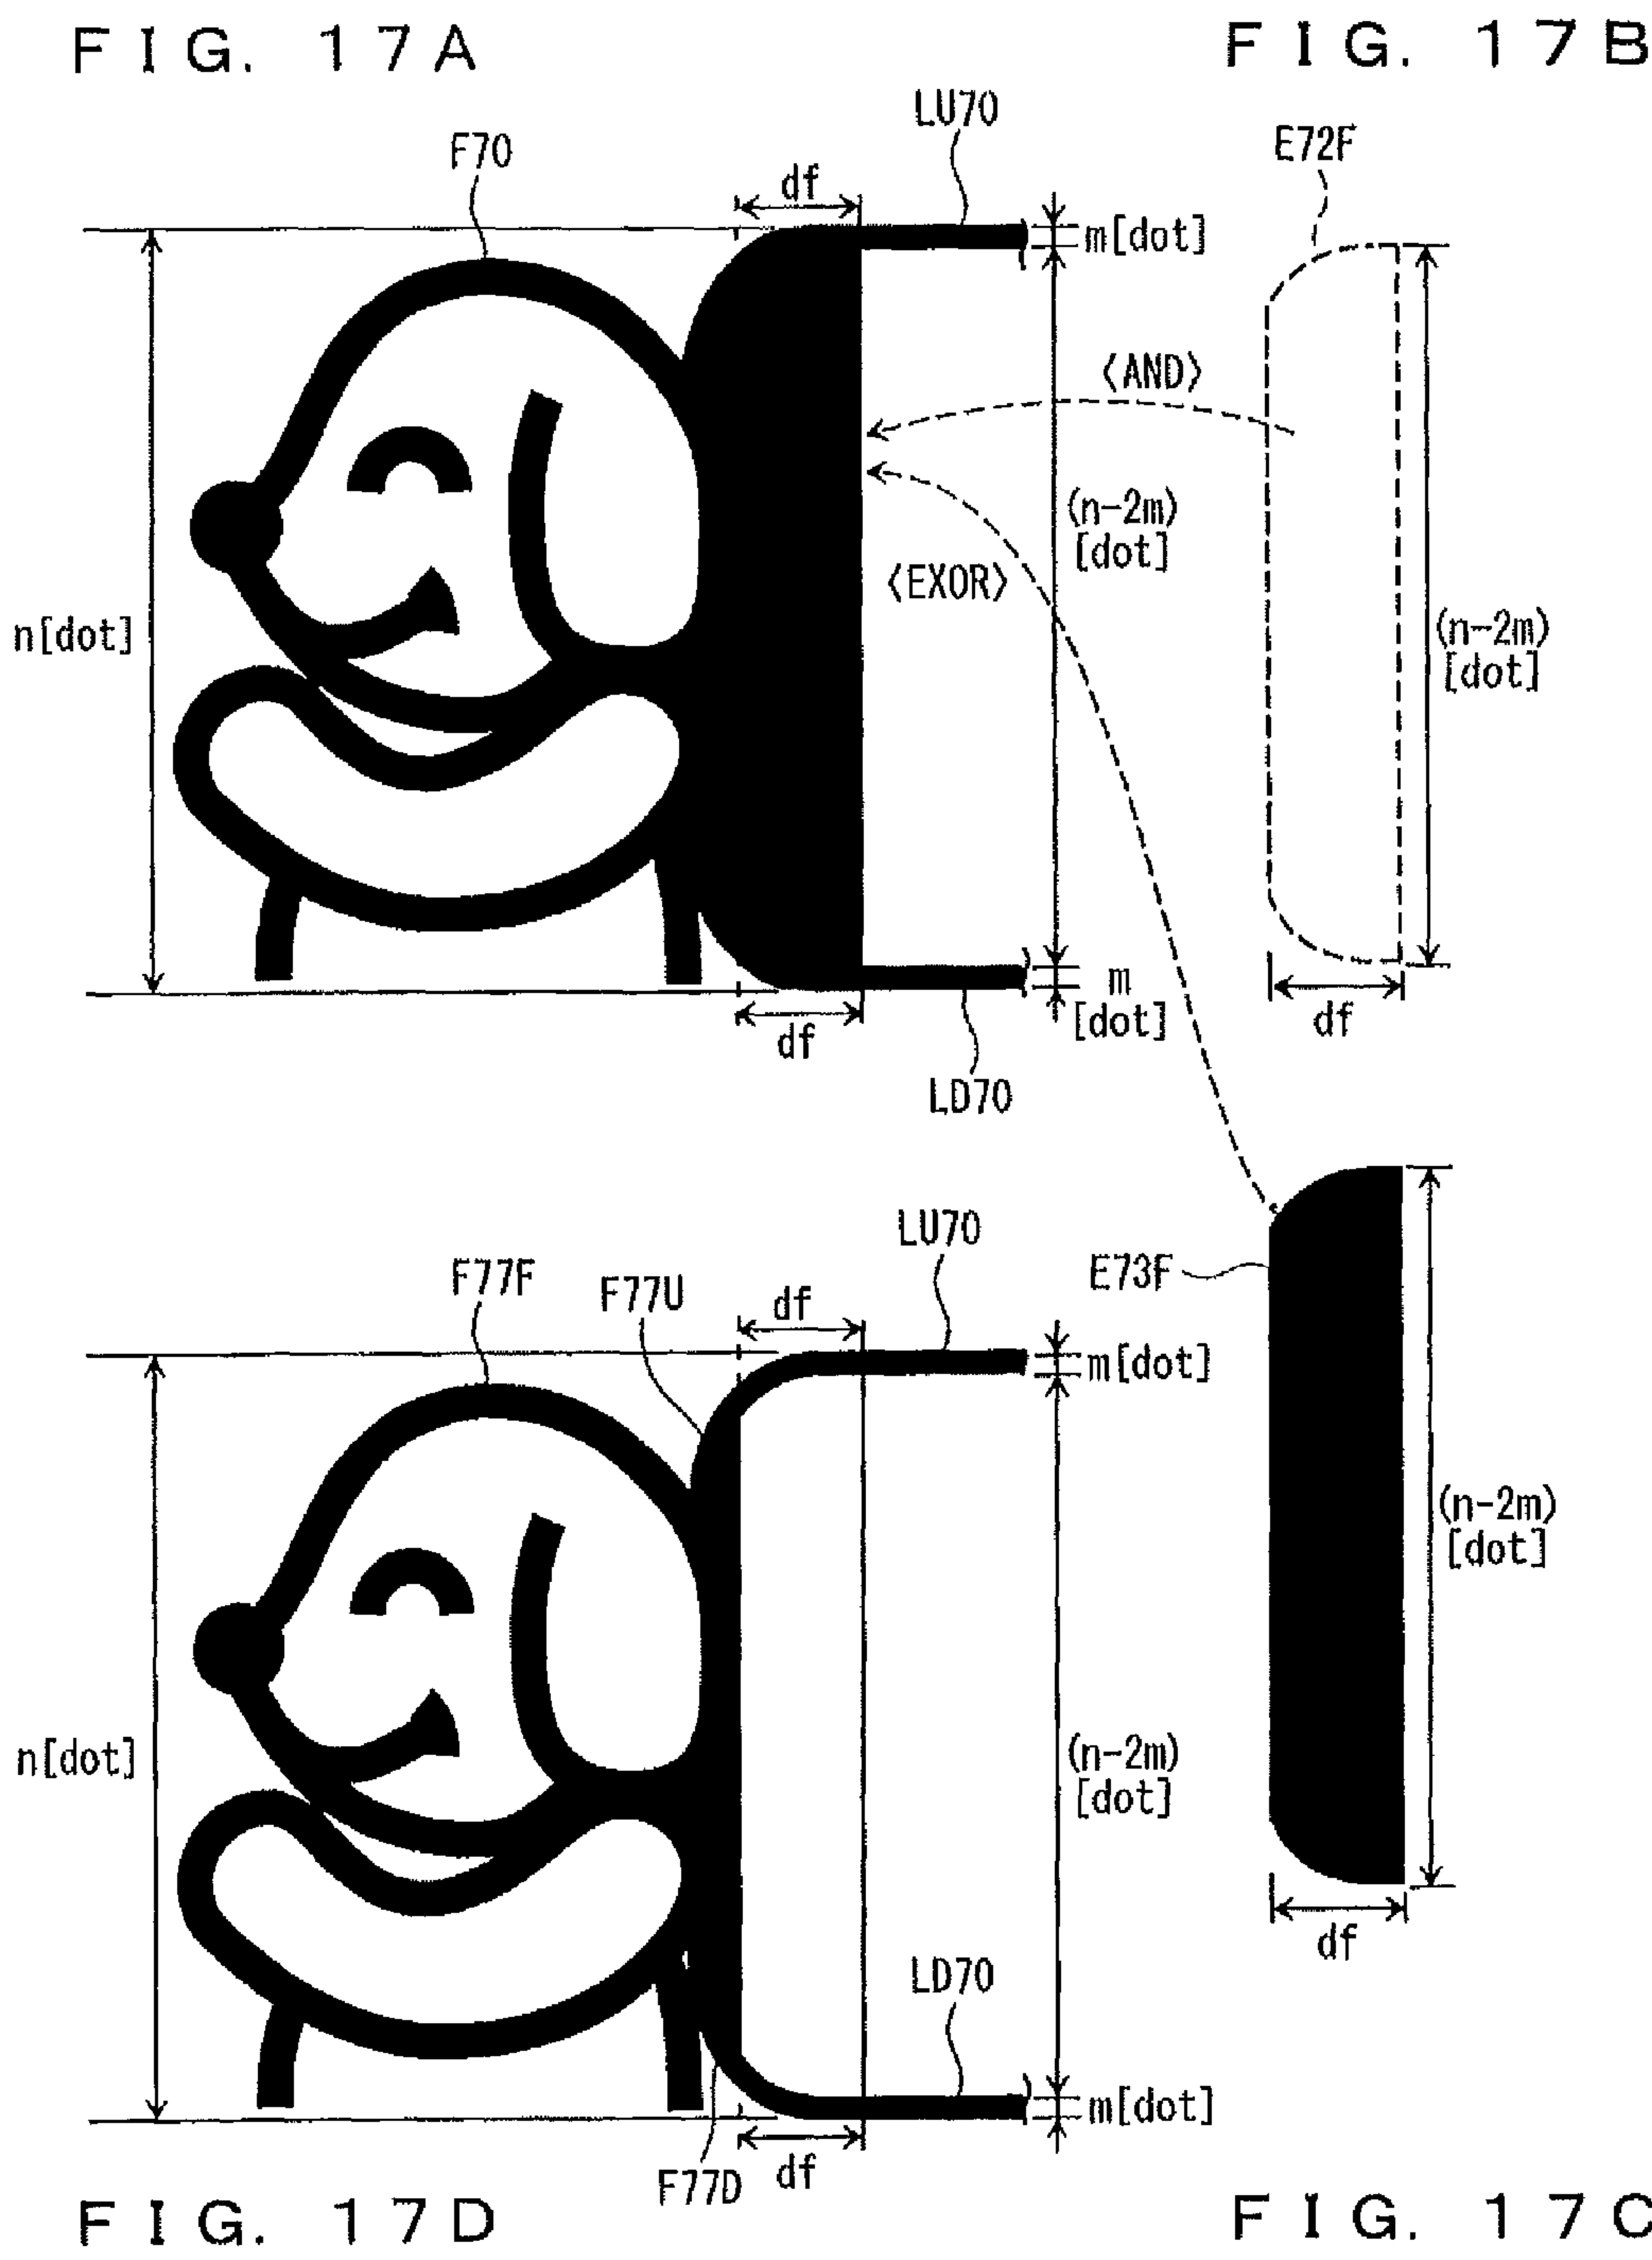 FIG. 17A
FIG. 17B
LU70
F70
E72F
df
m[dot]
〈AND〉
(n-2m)
[dot]
〈EXOR〉
n[dot]
(n-2m)
[dot]
df
m
[dot]
df
LD70
LU70
F77F
F77U
df
E73F
m[dot]
(n-2m)
[dot]
n[dot]
(n-2m)
[dot]
df
LD70
m[dot]
F77D
df
FIG. 17D
FIG. 17C